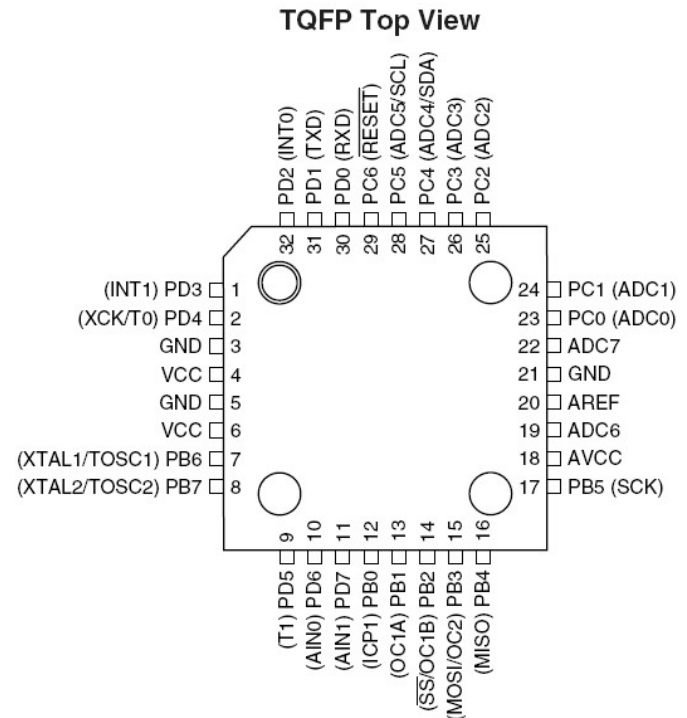 TQFP Top View
32 PD2 (INT0)
31 PD1 (TXD)
30 PD0 (RXD)
29 PC6 (RESET)
28 PC5 (ADC5/SCL)
27 PC4 (ADC4/SDA)
26 PC3 (ADC3)
25 PC2 (ADC2)
(INT1) PD3 1
(XCK/T0) PD4 2
GND 3
VCC 4
GND 5
VCC 6
(XTAL1/TOSC1) PB6 7
(XTAL2/TOSC2) PB7 8
24 PC1 (ADC1)
23 PC0 (ADC0)
22 ADC7
21 GND
20 AREF
19 ADC6
18 AVCC
17 PB5 (SCK)
(T1) PD5 9
(AIN0) PD6 10
(AIN1) PD7 11
(ICP1) PB0 12
(OC1A) PB1 13
(SS/OC1B) PB2 14
(MOSI/OC2) PB3 15
(MISO) PB4 16